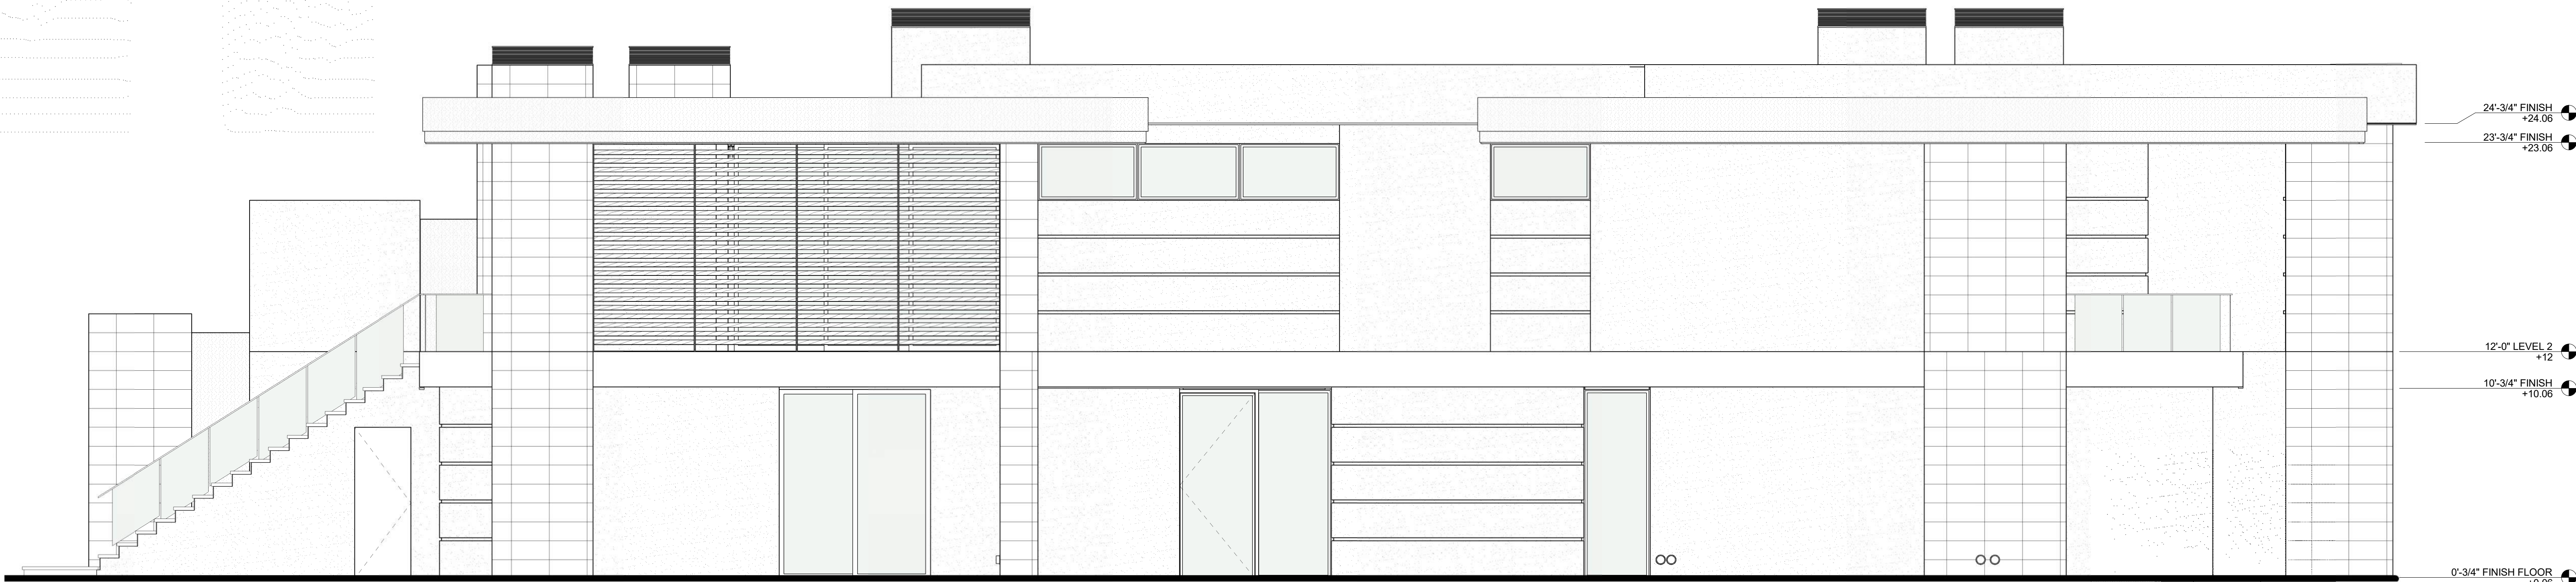 24'-3/4" FINISH
+24.06
23'-3/4" FINISH
+23.06
12'-0" LEVEL 2
+12
10'-3/4" FINISH
+10.06
0'-3/4" FINISH FLOOR